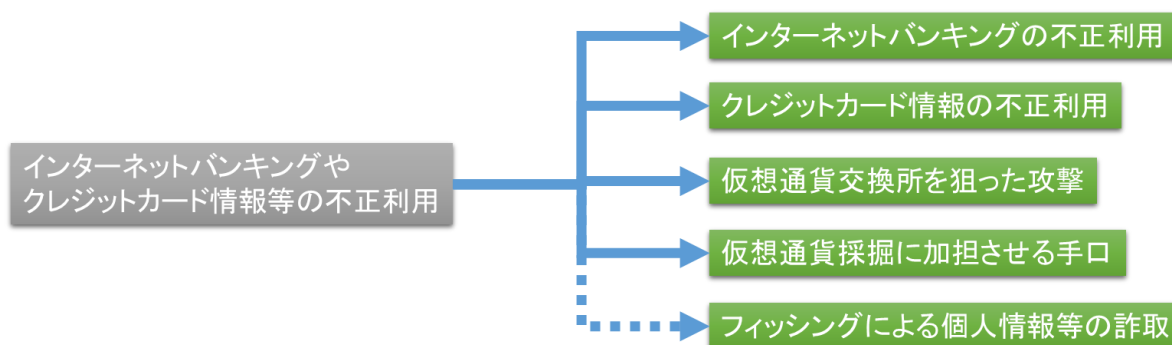 インターネットバンキングの不正利用
クレジットカード情報の不正利用
インターネットバンキングや
クレジットカード情報等の不正利用
仮想通貨交換所を狙った攻撃
仮想通貨採掘に加担させる手口
フィッシングによる個人情報等の詐取